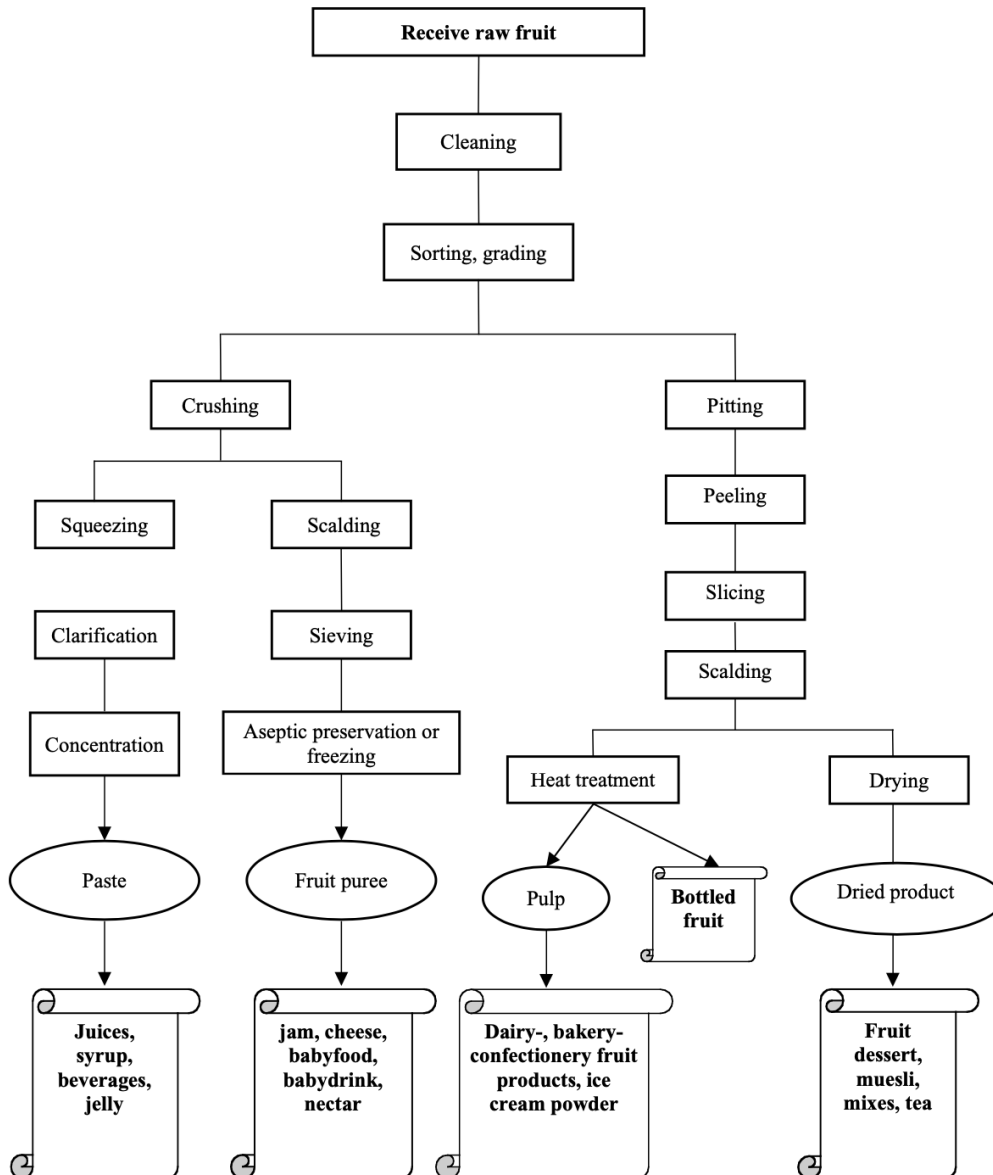 Receive raw fruit
Cleaning
Sorting, grading
Crushing
Pitting
Squeezing
Scalding
Peeling
Slicing
Clarification
Sieving
Scalding
Concentration
Aseptic preservation or
freezing
Heat treatment
Drying
Paste
Fruit puree
Pulp
Bottled
fruit
Dried product
Juices,
syrup,
beverages,
jelly
jam, cheese,
babyfood,
babydrink,
nectar
Dairy-, bakery-
confectionery fruit
products, ice
cream powder
Fruit
dessert,
muesli,
mixes, tea